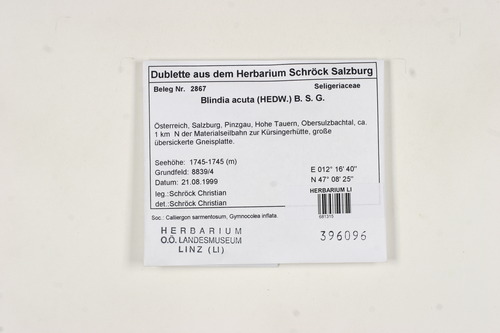 Dublette aus dem Herbarium Schröck Salzburg
Beleg Nr. 2867 Seligeriaceae
Blindia acuta (HEDW.) B. S. G.
Österreich, Salzburg, Pinzgau, Hohe Tauern, Obersulzbachtal, ca.
1 km N der Materialseilbahn zur Kürsingerhütte, große
übersickerte Gneisplatte.
Seehöhe: 1745-1745 (m) E 012° 16' 40"
Grundfeld: 8839/4 N 47° 08' 25"
Datum: 21.08.1999
leg.:Schröck Christian HERBARIUM LI
det.:Schröck Christian
681315
Soc.: Calliergon sarmentosum, Gymnocolea inflata.
HERBARIUM
O.Ö. LANDESMUSEUM
LINZ (LI)
396096